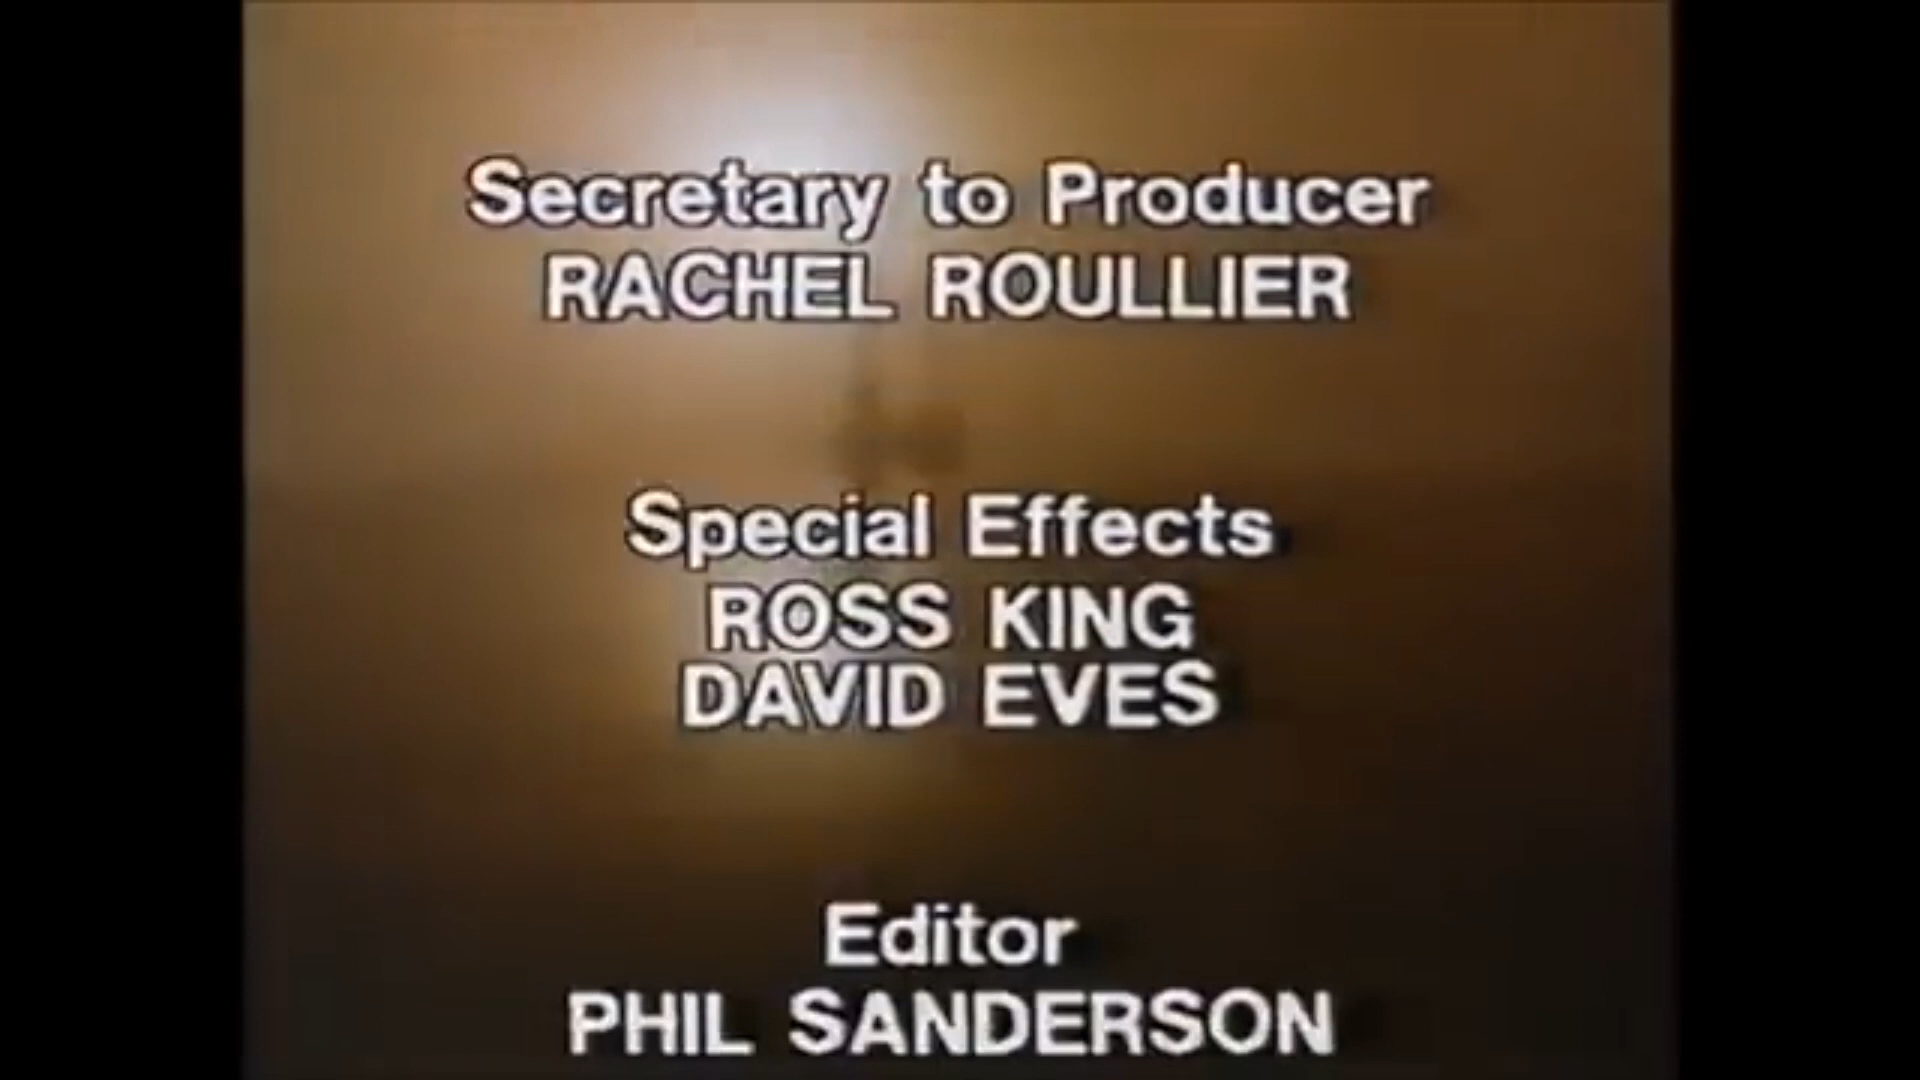 Secretary to Producer
RACHEL ROULLIER
Special Effects
ROSS KING
DAVID EVES
Editor
PHIL SANDERSON